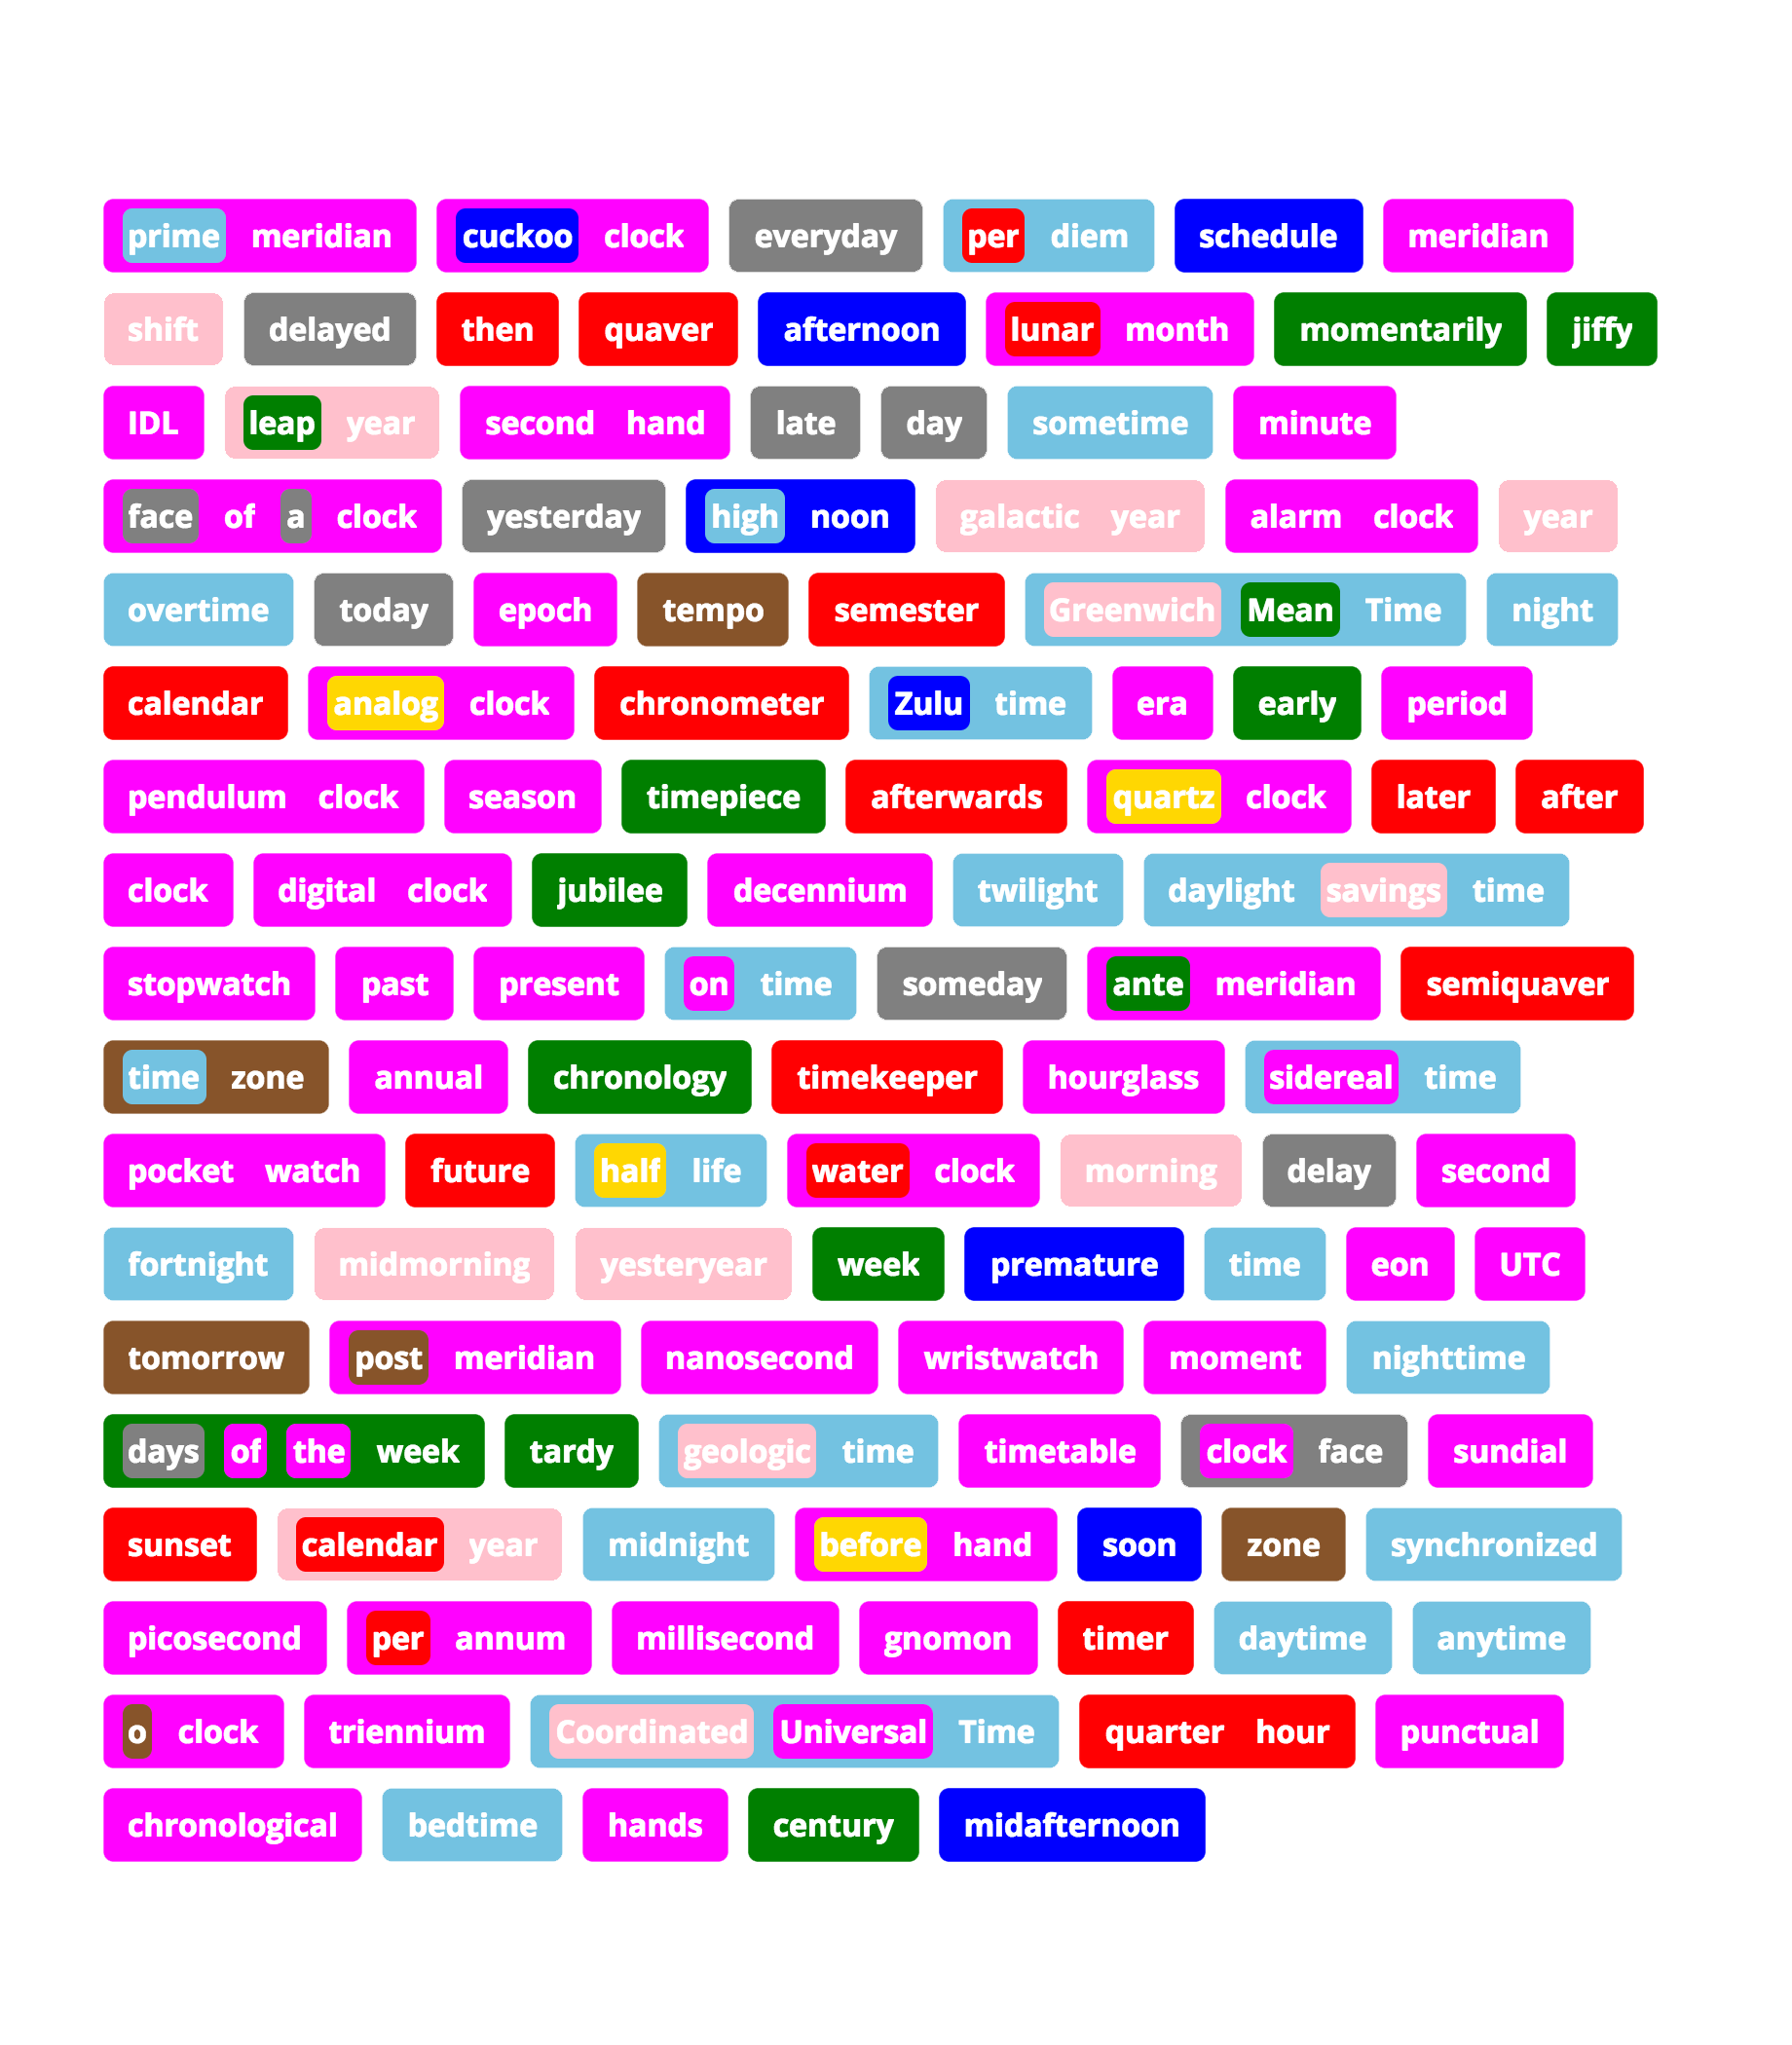 prime meridian cuckoo clock everyday per diem schedule meridian
shift delayed then quaver afternoon lunar month momentarily jiffy
IDL leap year second hand late day sometime minute
face of a clock yesterday high noon galactic year alarm clock year
overtime today epoch tempo semester Greenwich Mean Time night
calendar analog clock chronometer Zulu time era early period
pendulum clock season timepiece afterwards quartz clock later after
clock digital clock jubilee decennium twilight daylight savings time
stopwatch past present on time someday ante meridian semiquaver
time zone annual chronology timekeeper hourglass sidereal time
pocket watch future half life water clock morning delay second
fortnight midmorning yesteryear week premature time eon UTC
tomorrow post meridian nanosecond wristwatch moment nighttime
days of the week tardy geologic time timetable clock face sundial
sunset calendar year midnight before hand soon zone synchronized
picosecond per annum millisecond gnomon timer daytime anytime
o clock triennium Coordinated Universal Time quarter hour punctual
chronological bedtime hands century midafternoon